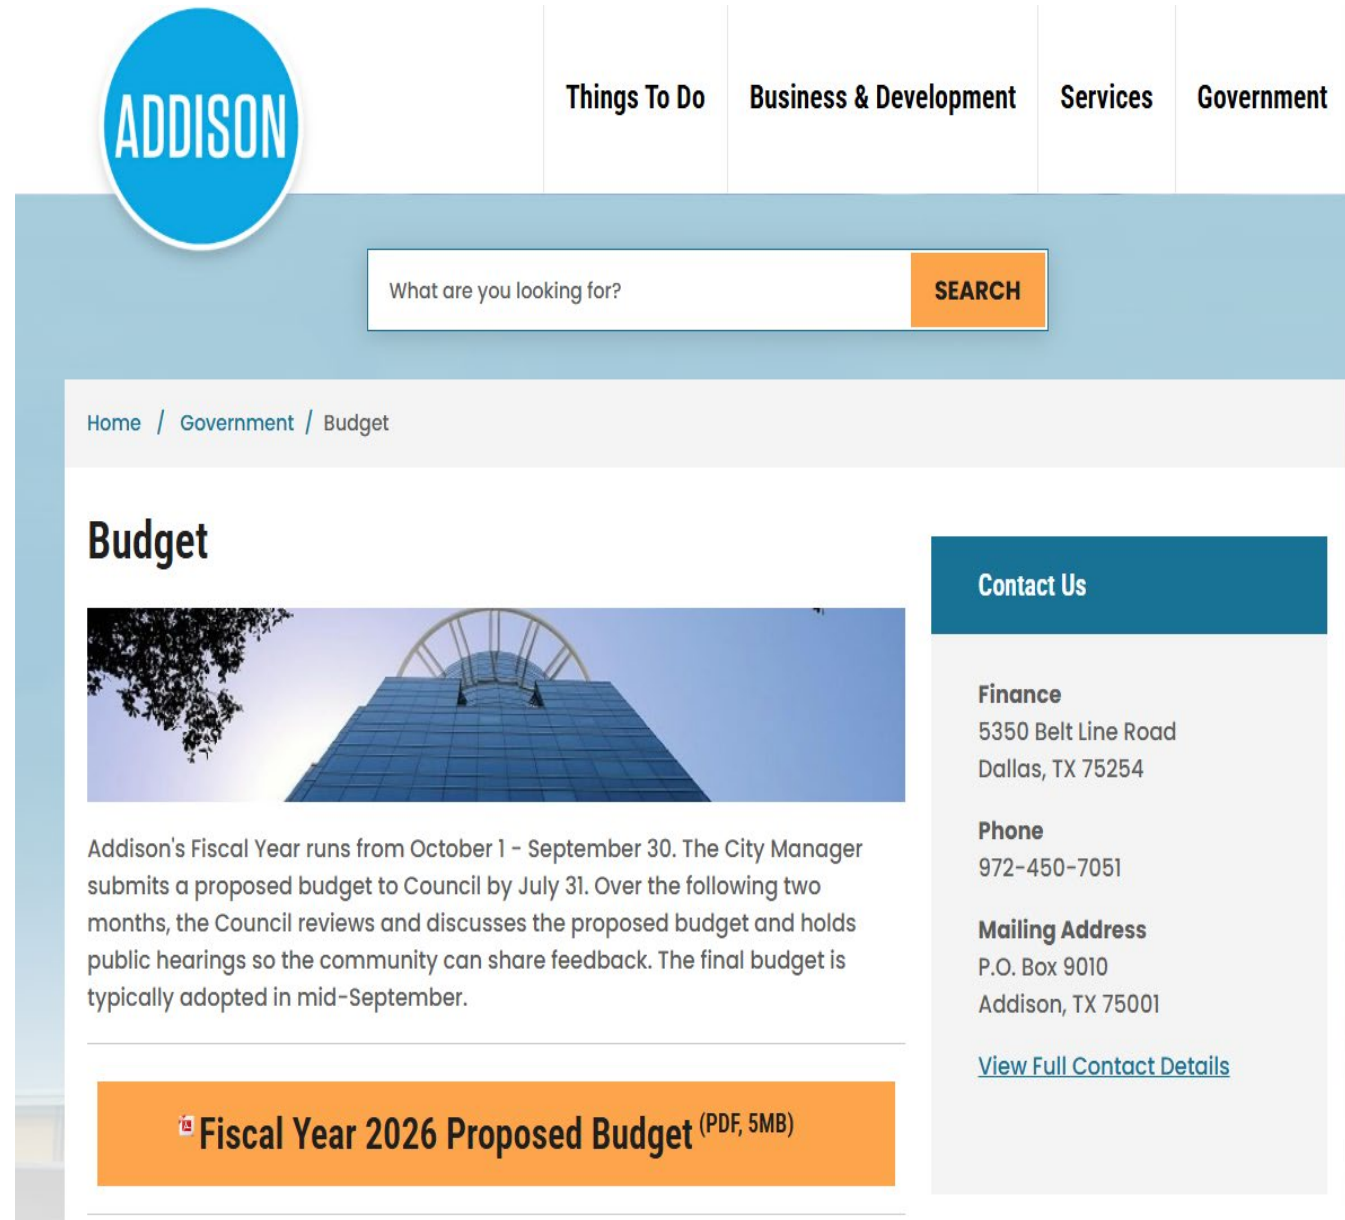 ADDISON
Things To Do
Business & Development
Services
Government
What are you looking for?
SEARCH
Home / Government / Budget
Budget
Addison's Fiscal Year runs from October 1 - September 30. The City Manager
submits a proposed budget to Council by July 31. Over the following two
months, the Council reviews and discusses the proposed budget and holds
public hearings so the community can share feedback. The final budget is
typically adopted in mid-September.
Fiscal Year 2026 Proposed Budget (PDF, 5MB)
Contact Us
Finance
5350 Belt Line Road
Dallas, TX 75254
Phone
972-450-7051
Mailing Address
P.O. Box 9010
Addison, TX 75001
View Full Contact Details